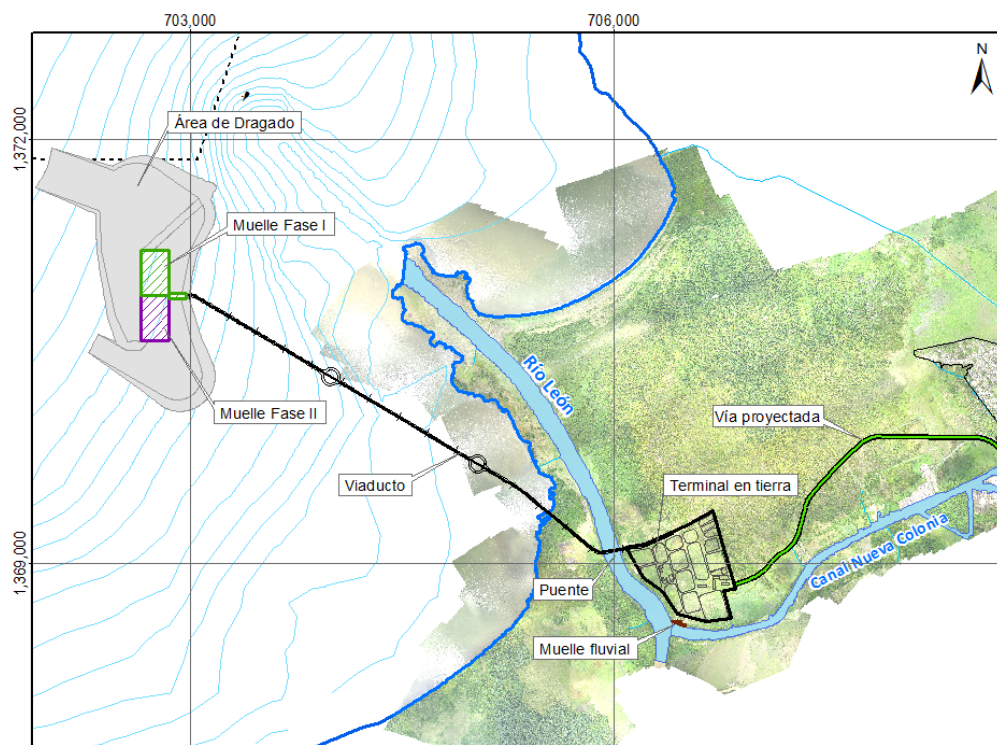 703,000
706,000
N
1,372,000
Área de Dragado
Muelle Fase I
Río León
Muelle Fase II
Vía proyectada
Viaducto
Terminal en tierra
1,369,000
Puente
Canal Nueva Colonia
Muelle fluvial